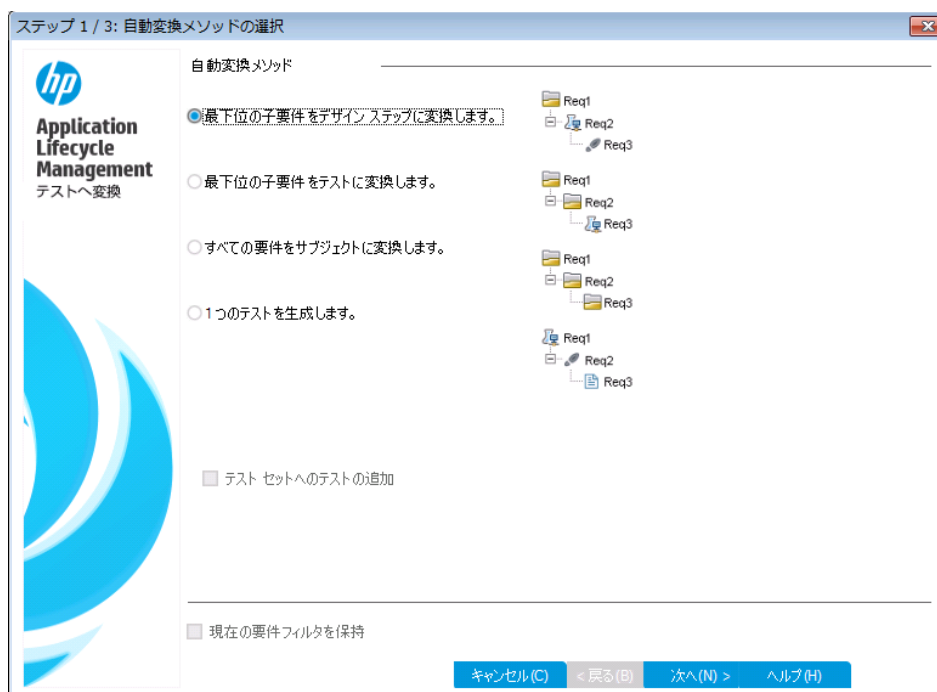 ステップ 1 / 3: 自動変換メソッドの選択
hp
Application
Lifecycle
Management
テストへ変換
自動変換メソッド
最下位の子要件をデザイン ステップに変換します。
Req1
Req2
Req3
最下位の子要件をテストに変換します。
Req1
Req2
Req3
すべての要件をサブジェクトに変換します。
Req1
Req2
Req3
1つのテストを生成します。
Req1
Req2
Req3
テスト セットへのテストの追加
現在の要件フィルタを保持
キャンセル(C)
< 戻る(B)
次へ(N) >
ヘルプ(H)